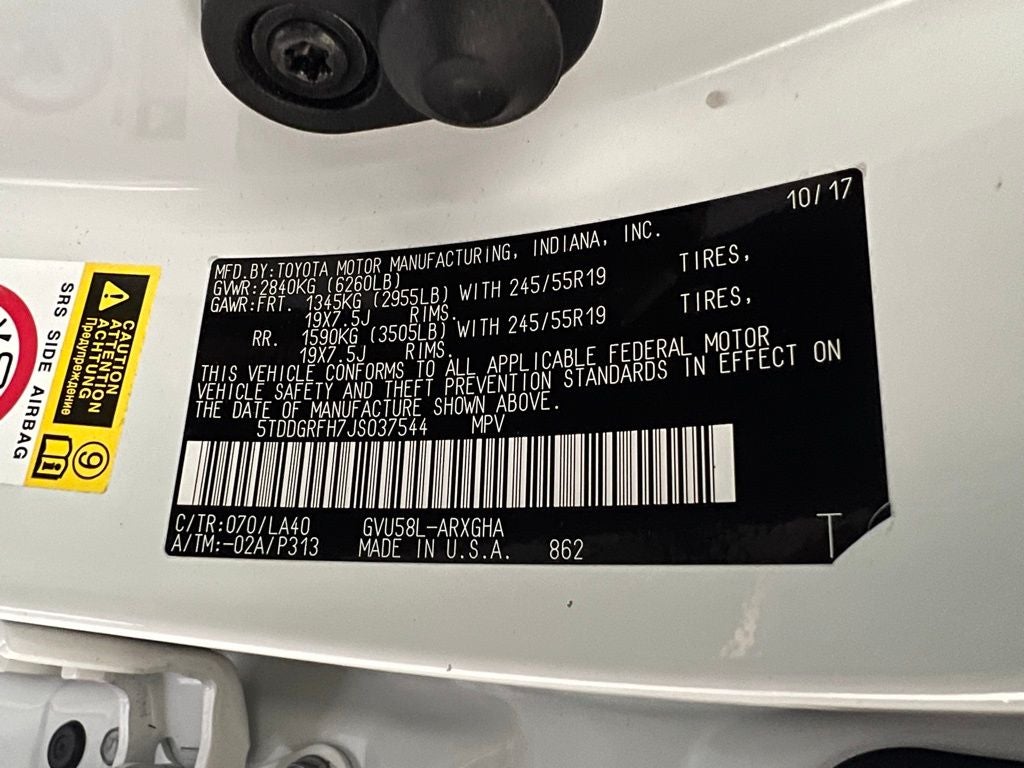 10/17
MFD.BY:TOYOTA MOTOR MANUFACTURING, INDIANA, INC.
GVWR:2840KG (6260LB)
GAWR:FRT. 1345KG (2955LB) WITH 245/55R19 TIRES,
19X7.5J RIMS.
RR. 1590KG (3505LB) WITH 245/55R19 TIRES,
19X7.5J RIMS.
THIS VEHICLE CONFORMS TO ALL APPLICABLE FEDERAL MOTOR
VEHICLE SAFETY AND THEFT PREVENTION STANDARDS IN EFFECT ON
THE DATE OF MANUFACTURE SHOWN ABOVE.
5TDDGRFH7JS037544 MPV
C/TR:070/LA40 GVU58L-ARXGHA
A/TM:-02A/P313 MADE IN U.S.A. 862
T
CAUTION
ATTENTION
ACHTUNG
Предупреждение
9
SRS SIDE AIRBAG